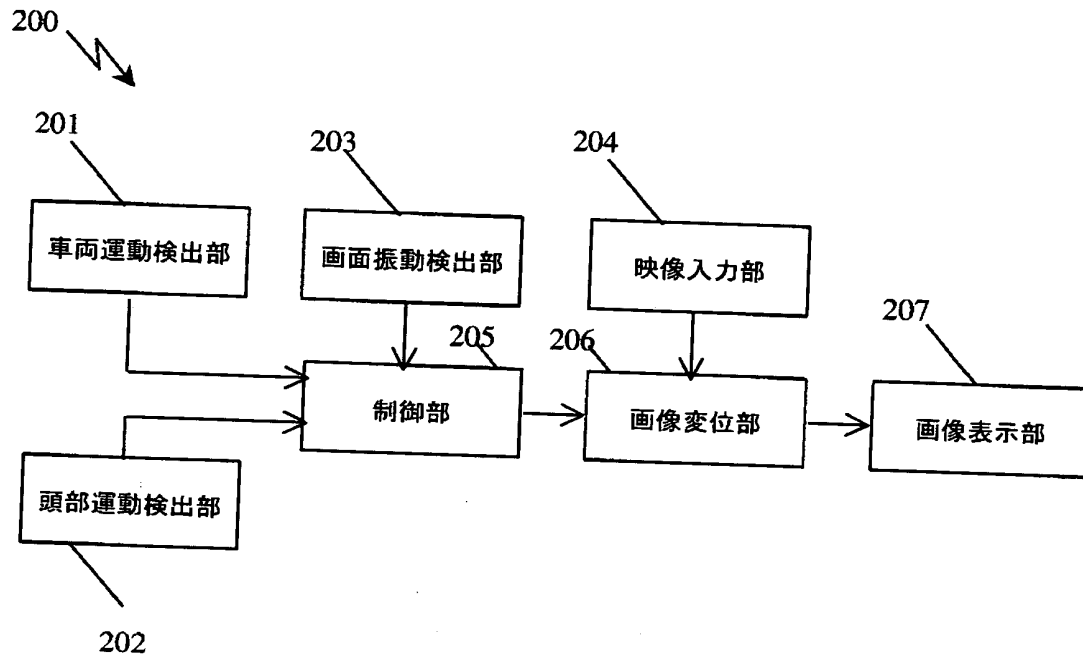 200
201
203
204
車両運動検出部
画面振動検出部
映像入力部
205
206
207
制御部
画像変位部
画像表示部
頭部運動検出部
202